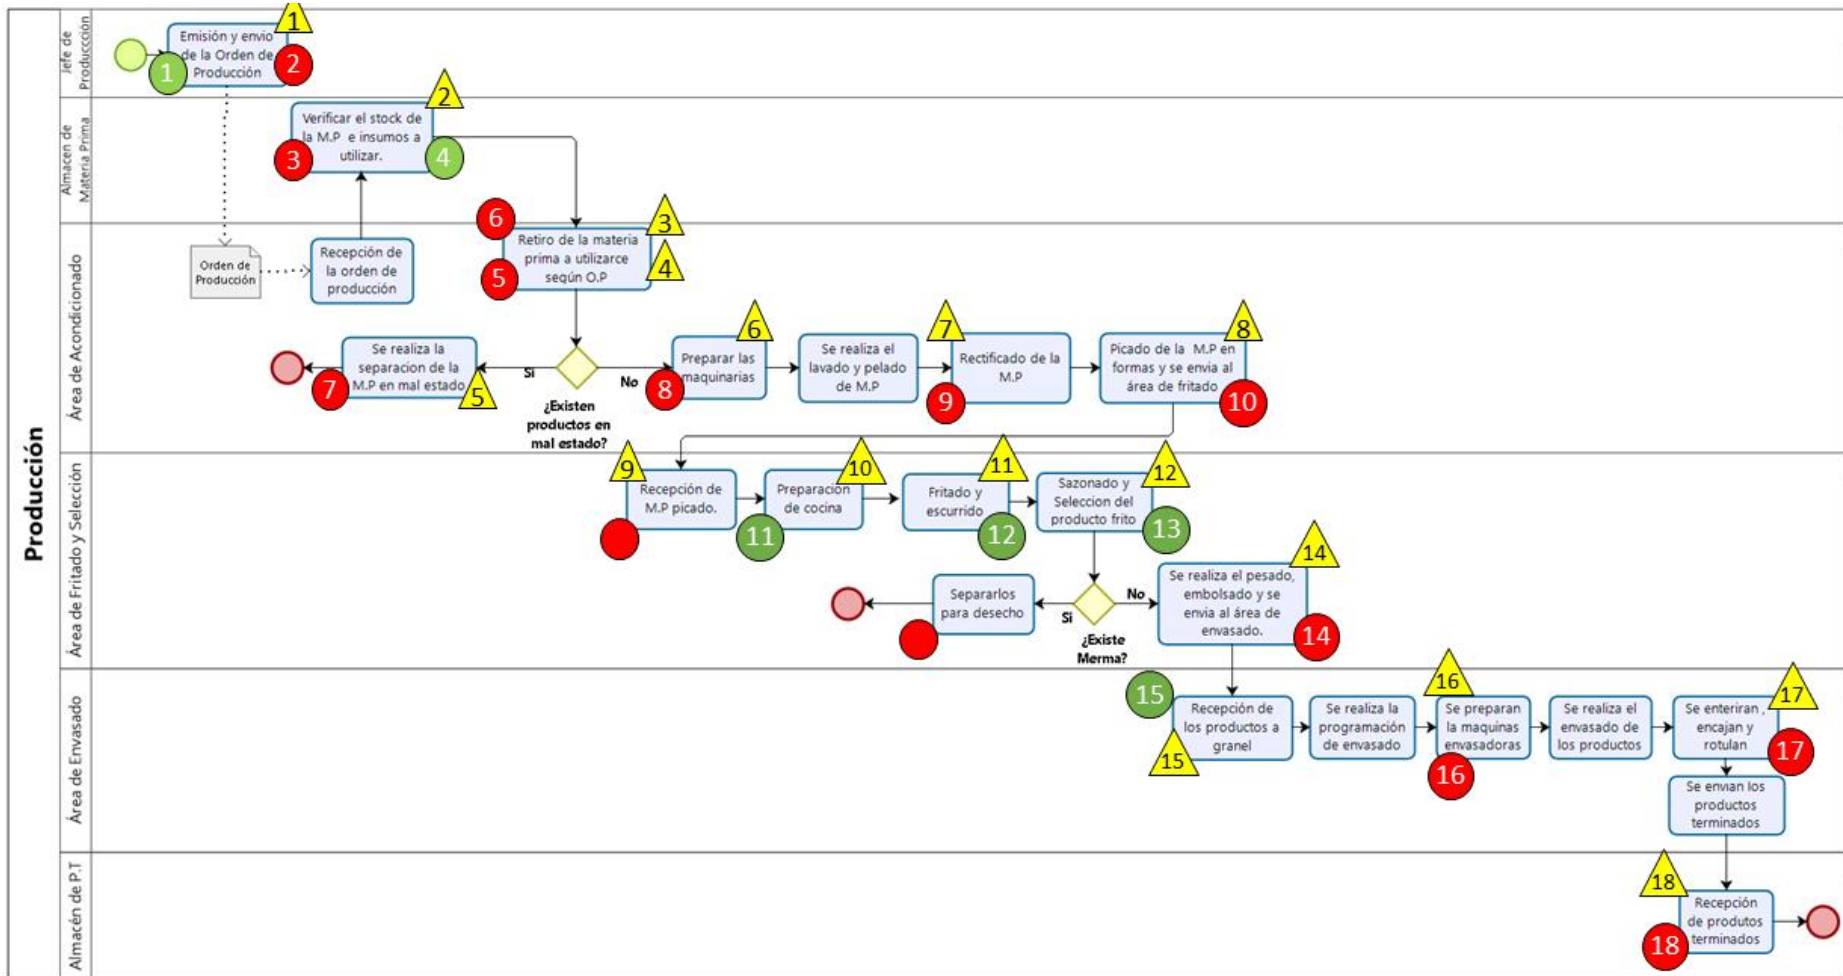 Producción
Jefe de
Producción
Emisión y envio
de la Orden de
Producción
1
1
2
Almacen de
Materia Prima
Verificar el stock de
la M.P e insumos a
utilizar.
2
3
4
Área de Acondicionado
Orden de
Producción
Recepción de
la orden de
producción
6
5
Retiro de la materia
prima a utilizarce
según O.P
3
4
Se realiza la
separacion de la
M.P en mal estado
7
5
Si
¿Existen
productos en
mal estado?
No
Preparar las
maquinarias
6
8
Se realiza el
lavado y pelado
de M.P
Rectificado de la
M.P
7
9
Picado de la M.P en
formas y se envia al
área de fritado
8
10
Área de Fritado y Selección
Recepción de
M.P picado.
9
Preparación
de cocina
10
11
Fritado y
escurrido
11
12
Sazonado y
Seleccion del
producto frito
12
13
Separarlos
para desecho
Si
¿Existe
Merma?
No
Se realiza el pesado,
embolsado y se
envia al área de
envasado.
14
14
Área de Envasado
15
Recepción de
los productos a
granel
15
Se realiza la
programación
de envasado
16
Se preparan
la maquinas
envasadoras
16
Se realiza el
envasado de
los productos
Se enteriran ,
encajan y
rotulan
17
17
Se envian los
productos
terminados
Almacén de P.T
18
Recepción
de produtos
terminados
18